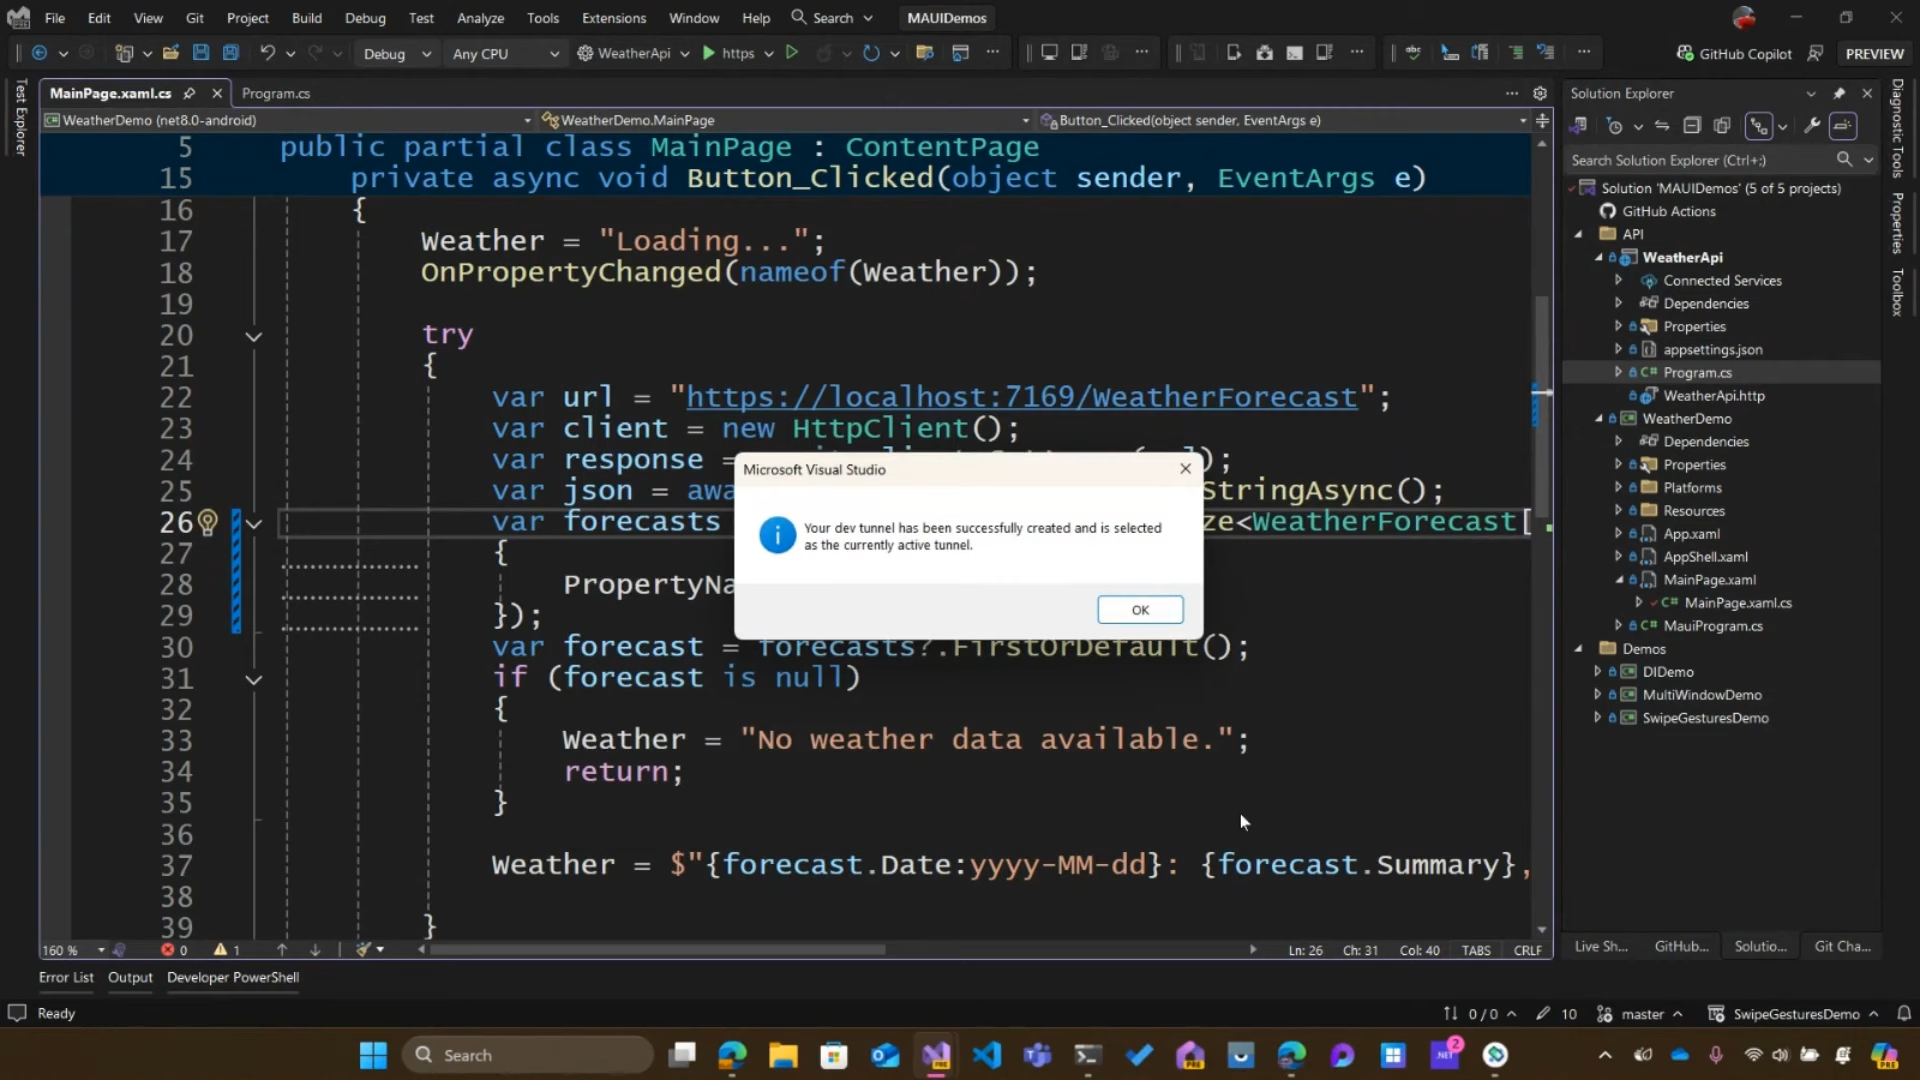 File Edit View Git Project Build Debug Test Analyze Tools Extensions Window Help Search MAUIDemos
Debug Any CPU WeatherApi https GitHub Copilot PREVIEW
Test Explorer
MainPage.xaml.cs Program.cs
WeatherDemo (net8.0-android) WeatherDemo.MainPage Button_Clicked(object sender, EventArgs e)
5 public partial class MainPage : ContentPage
15 private async void Button_Clicked(object sender, EventArgs e)
16 {
17 Weather = "Loading...";
18 OnPropertyChanged(nameof(Weather));
19
20 try
21 {
22 var url = "https://localhost:7169/WeatherForecast";
23 var client = new HttpClient();
24 var response = );
25 var json = awa StringAsync();
26 var forecasts ze<WeatherForecast[
27 {
28 PropertyNa
29 });
30 var forecast = forecasts?.FirstOrDefault();
31 if (forecast is null)
32 {
33 Weather = "No weather data available.";
34 return;
35 }
36
37 Weather = $"{forecast.Date:yyyy-MM-dd}: {forecast.Summary},
38
39 }
Microsoft Visual Studio
Your dev tunnel has been successfully created and is selected
as the currently active tunnel.
OK
160 % 0 1 Ln: 26 Ch: 31 Col: 40 TABS CRLF
Error List Output Developer PowerShell
Solution Explorer
Search Solution Explorer (Ctrl+;)
Solution 'MAUIDemos' (5 of 5 projects)
GitHub Actions
API
WeatherApi
Connected Services
Dependencies
Properties
appsettings.json
Program.cs
WeatherApi.http
WeatherDemo
Dependencies
Properties
Platforms
Resources
App.xaml
AppShell.xaml
MainPage.xaml
MainPage.xaml.cs
MauiProgram.cs
Demos
DIDemo
MultiWindowDemo
SwipeGesturesDemo
Live Sh... GitHub... Solutio... Git Cha...
Diagnostic Tools
Properties
Toolbox
Ready 0 / 0 10 master SwipeGesturesDemo
Search
PRE
PRE
.NET
2
PRE